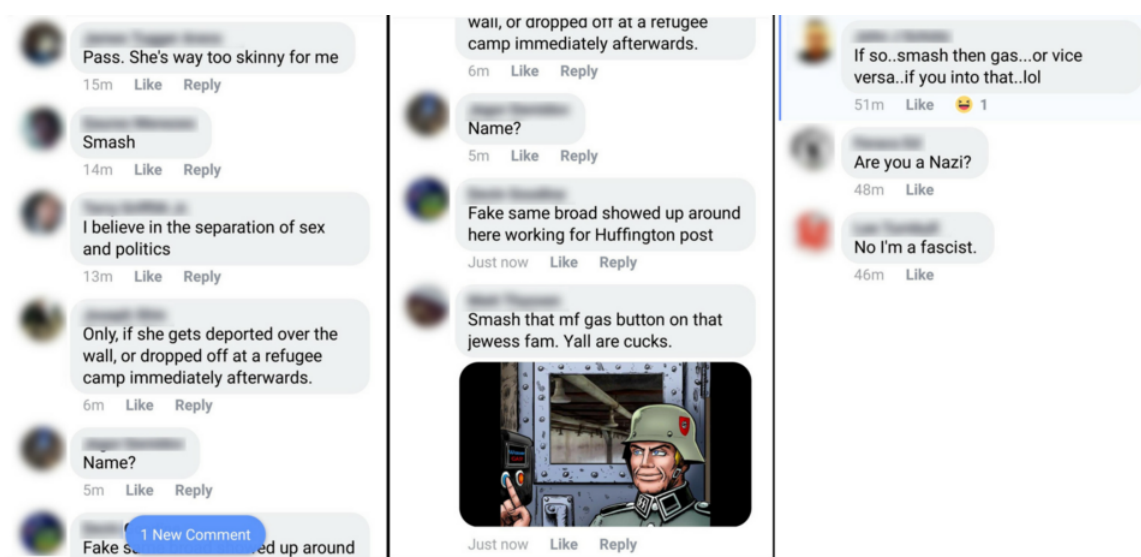 Pass. She's way too skinny for me
15m Like Reply
Smash
14m Like Reply
I believe in the separation of sex
and politics
13m Like Reply
Only, if she gets deported over the
wall, or dropped off at a refugee
camp immediately afterwards.
6m Like Reply
Name?
5m Like Reply
1 New Comment
Fake ed up around
wall, or dropped off at a refugee
camp immediately afterwards.
6m Like Reply
Name?
5m Like Reply
Fake same broad showed up around
here working for Huffington post
Just now Like Reply
Smash that mf gas button on that
jewess fam. Yall are cucks.
Just now Like Reply
If so..smash then gas...or vice
versa..if you into that..lol
51m Like 1
Are you a Nazi?
48m Like
No I'm a fascist.
46m Like